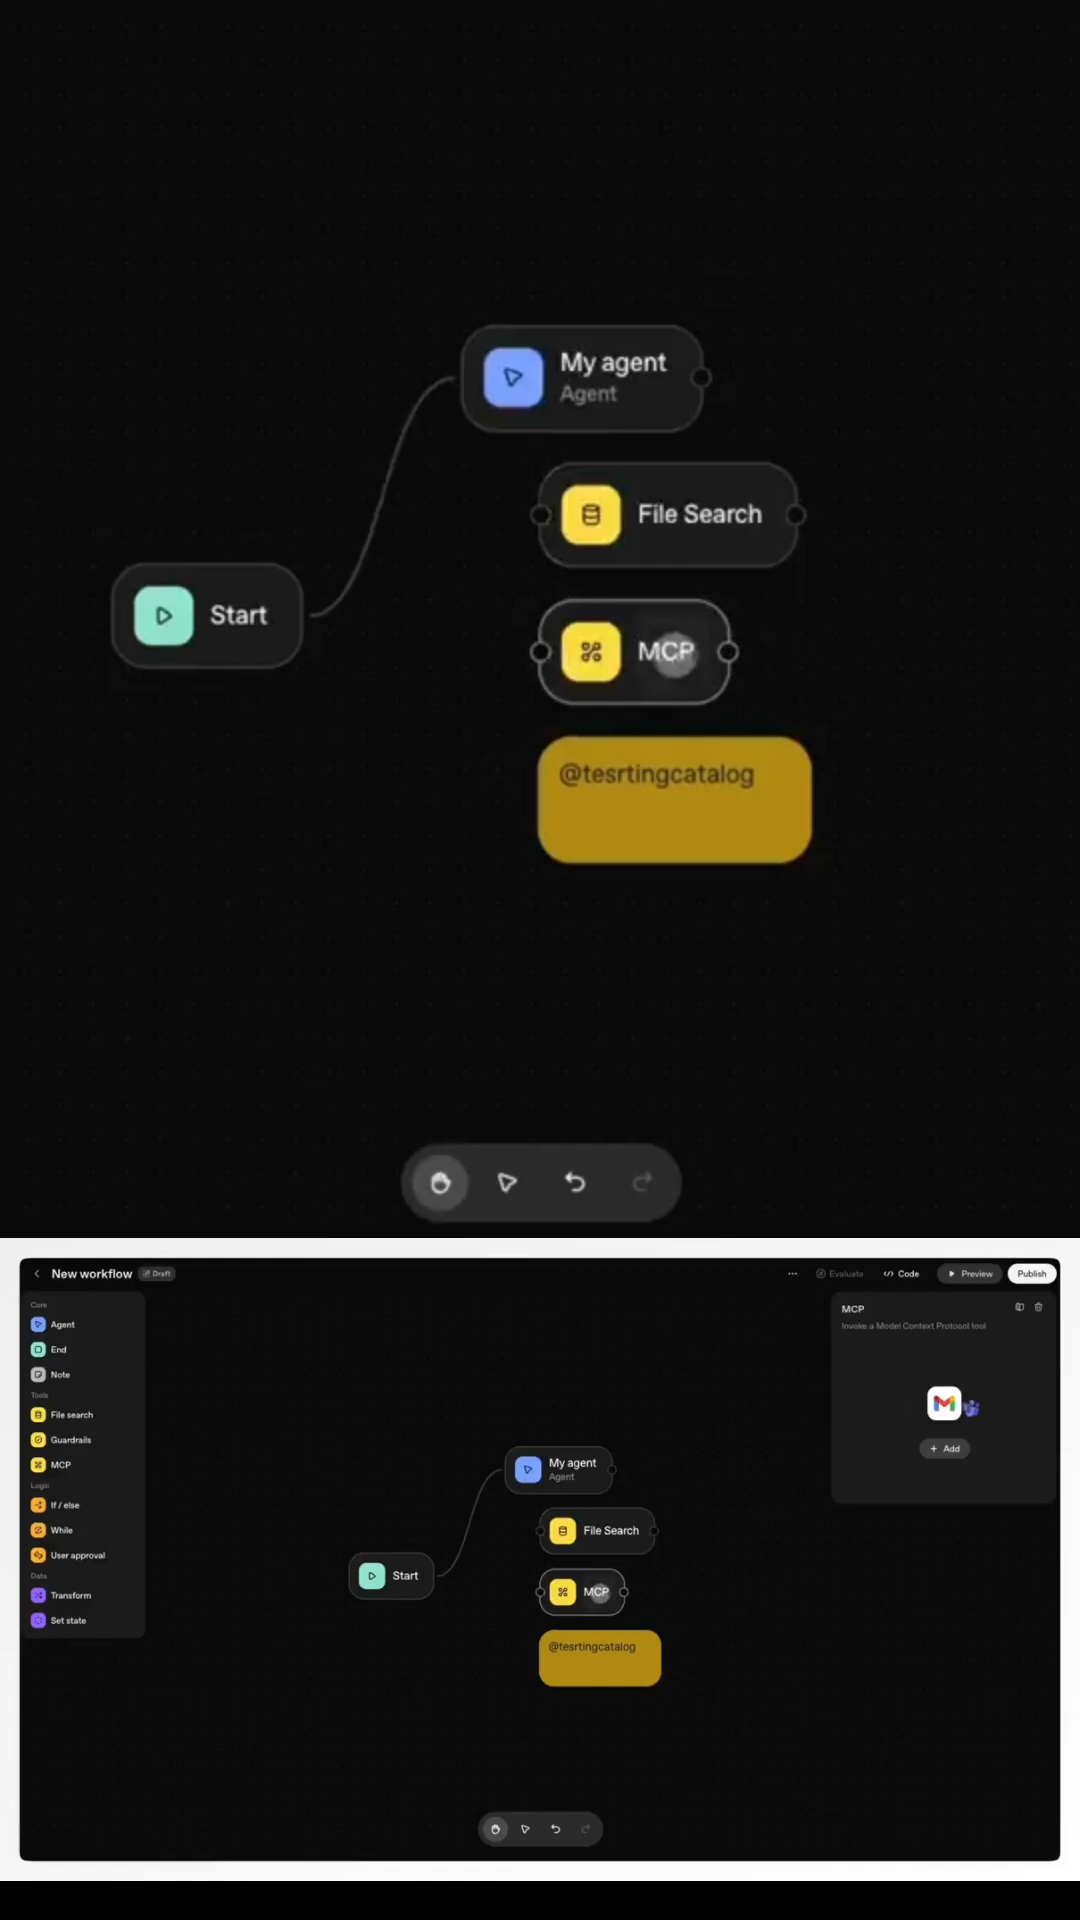 My agent
Agent
File Search
Start
MCP
@tesrtingcatalog
New workflow
Draft
Evaluate
Code
Preview
Publish
Core
Agent
End
Note
Tools
File search
Guardrails
MCP
Logic
If / else
While
User approval
Data
Transform
Set state
MCP
Invoke a Model Context Protocol tool
+ Add
My agent
Agent
File Search
Start
MCP
@tesrtingcatalog